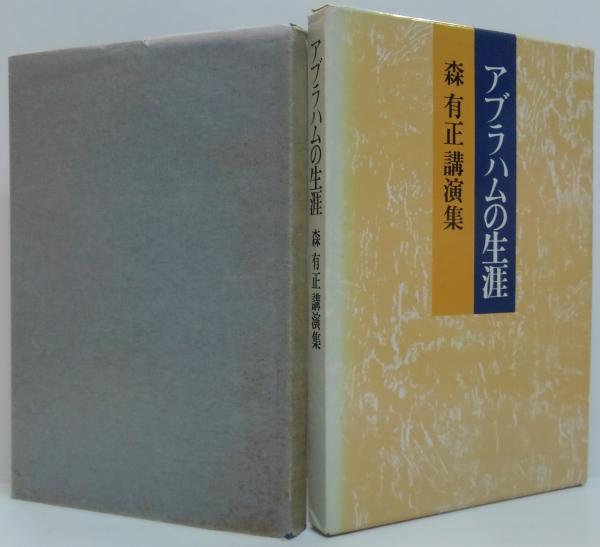 アブラハムの生涯
森有正講演集
アブラハムの生涯
森 有正 講演集